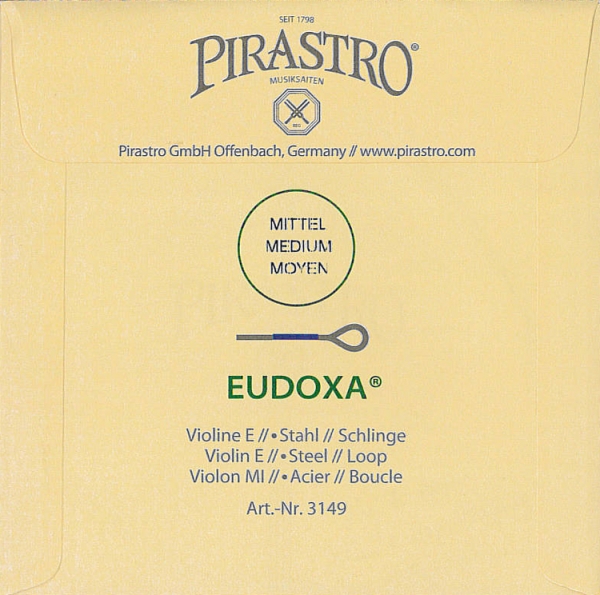 SEIT 1798
PIRASTRO®
MUSIKSAITEN
Pirastro GmbH Offenbach, Germany // www.pirastro.com
MITTEL
MEDIUM
MOYEN
EUDOXA®
Violine E //•Stahl // Schlinge
Violin E //•Steel // Loop
Violon MI //•Acier // Boucle
Art.-Nr. 3149